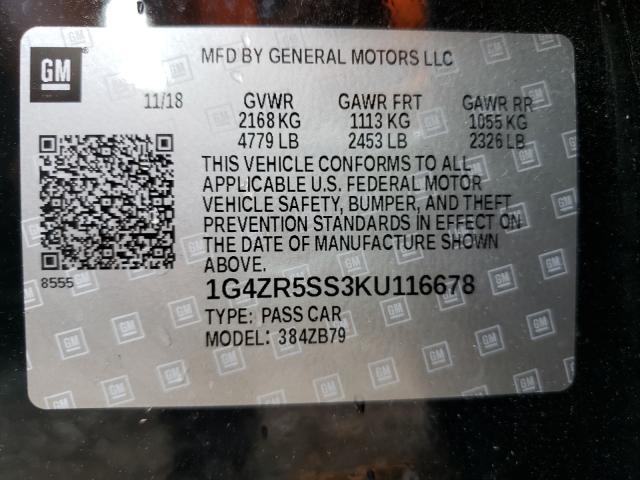 GM
MFD BY GENERAL MOTORS LLC
11/18 GVWR GAWR FRT GAWR RR
2168 KG 1113 KG 1055 KG
4779 LB 2453 LB 2326 LB
THIS VEHICLE CONFORMS TO ALL
APPLICABLE U.S. FEDERAL MOTOR
VEHICLE SAFETY, BUMPER, AND THEFT
PREVENTION STANDARDS IN EFFECT ON
THE DATE OF MANUFACTURE SHOWN
ABOVE.
8555
1G4ZR5SS3KU116678
TYPE: PASS CAR
MODEL: 384ZB79